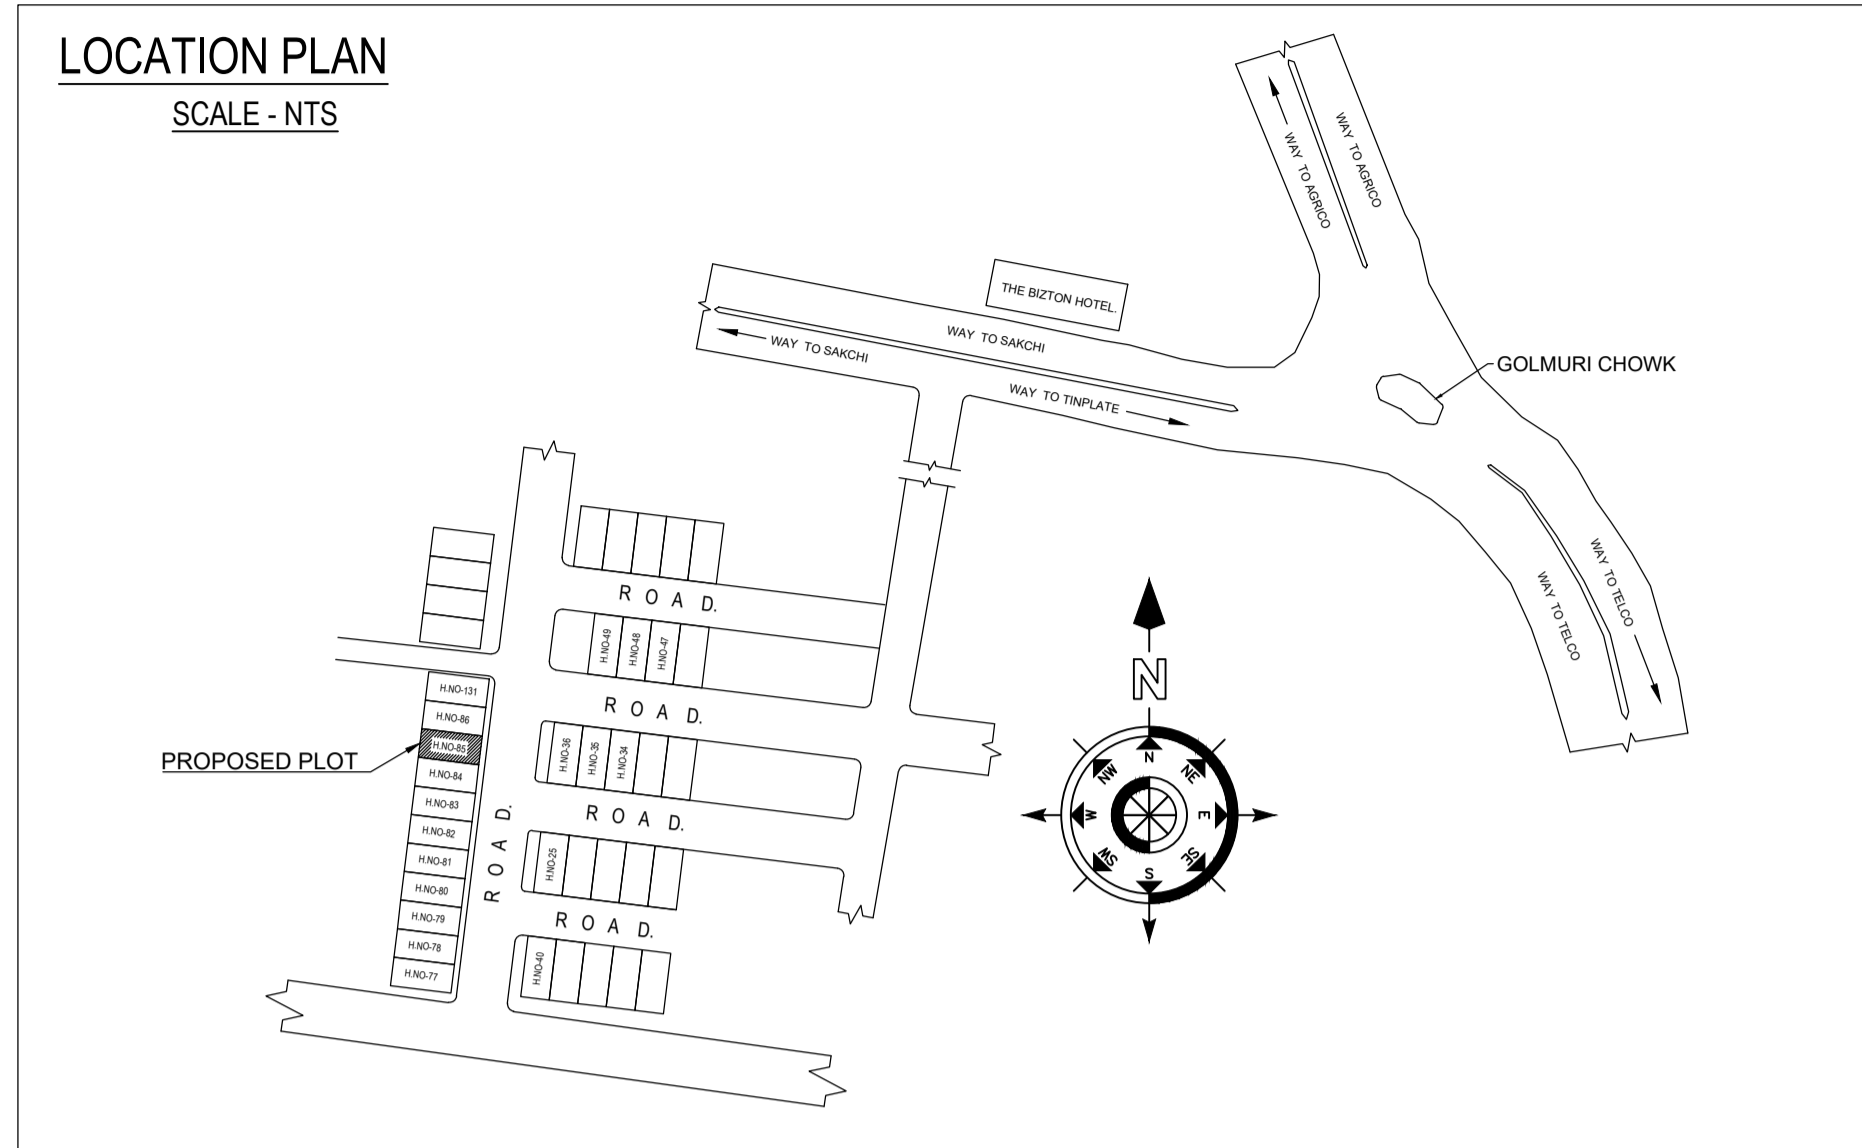 LOCATION PLAN
SCALE - NTS
WAY TO AGRICO
WAY TO AGRICO
THE BIZTON HOTEL.
WAY TO SAKCHI
WAY TO SAKCHI
WAY TO TINPLATE
GOLMURI CHOWK
WAY TO TELCO
WAY TO TELCO
ROAD.
H.NO-49
H.NO-48
H.NO-47
ROAD.
H.NO-131
H.NO-86
H.NO-85
PROPOSED PLOT
H.NO-84
H.NO-83
H.NO-82
H.NO-81
H.NO-80
H.NO-79
H.NO-78
H.NO-77
H.NO-36
H.NO-35
H.NO-34
ROAD.
ROAD.
H.NO-25
ROAD.
H.NO-40
N
N
NE
E
SE
S
SW
W
NW